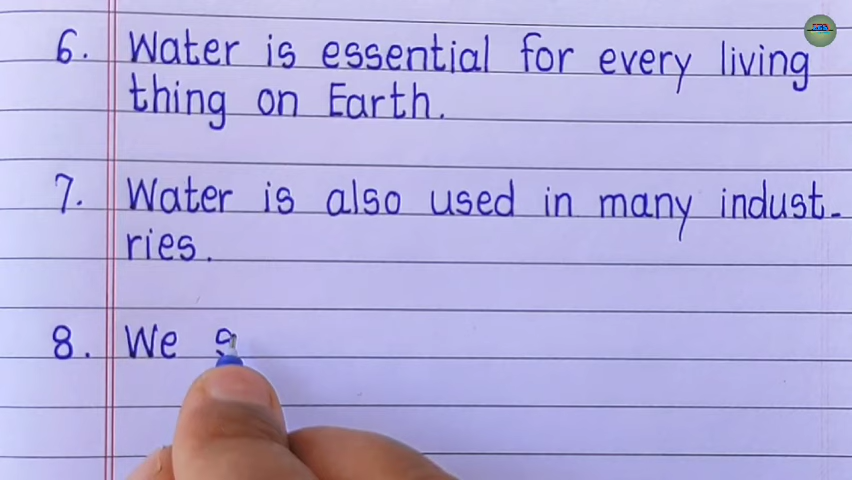 6. Water is essential for every living
thing on Earth.
7. Water is also used in many indust-
ries.
8. We